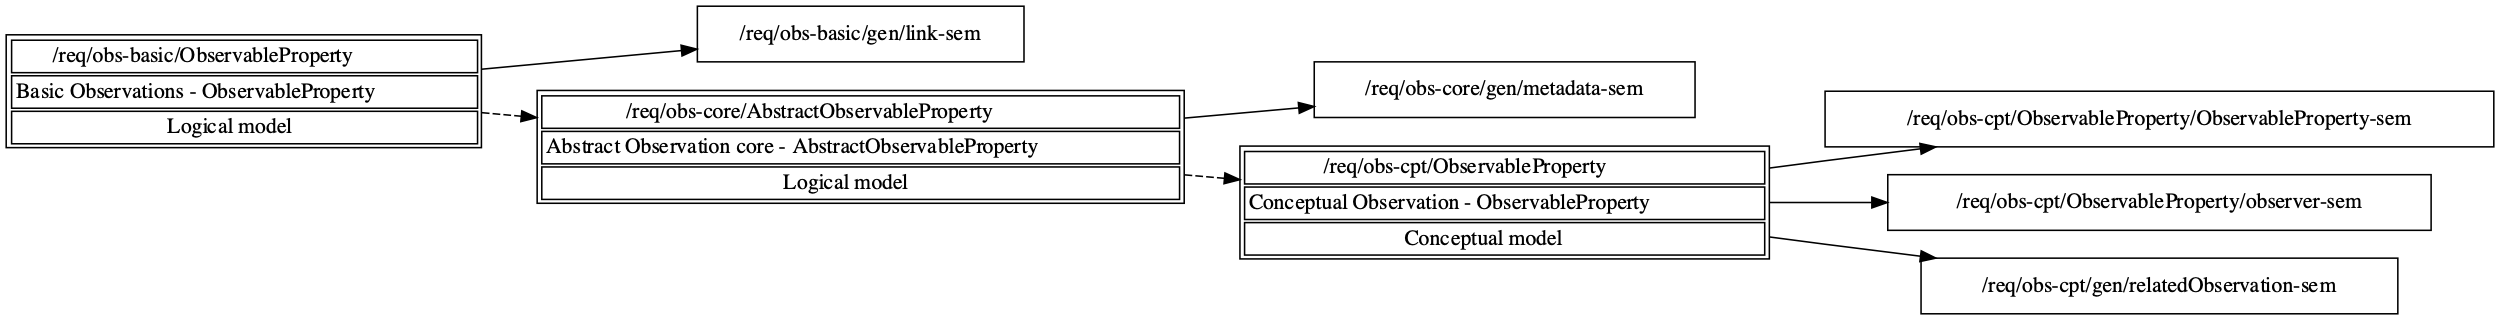 /req/obs-basic/ObservableProperty
Basic Observations - ObservableProperty
Logical model
/req/obs-basic/gen/link-sem
/req/obs-core/AbstractObservableProperty
Abstract Observation core - AbstractObservableProperty
Logical model
/req/obs-core/gen/metadata-sem
/req/obs-cpt/ObservableProperty
Conceptual Observation - ObservableProperty
Conceptual model
/req/obs-cpt/ObservableProperty/ObservableProperty-sem
/req/obs-cpt/ObservableProperty/observer-sem
/req/obs-cpt/gen/relatedObservation-sem